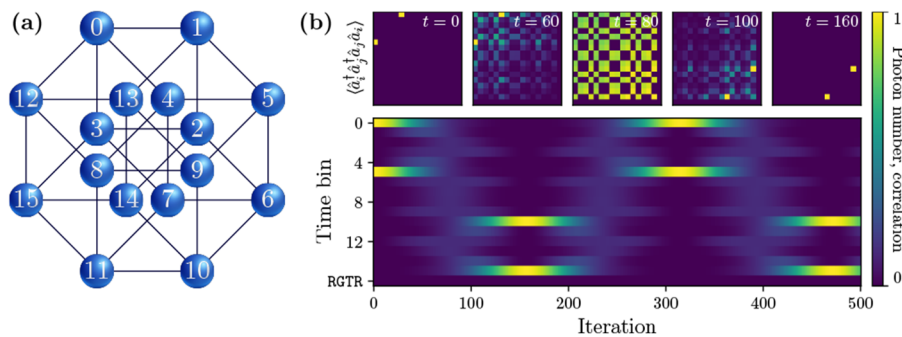 (a)
0 1
12 13 4 5
3 2
8 9
15 14 7 6
11 10
(b)
⟨â†ᵢâ†ⱼâⱼâᵢ⟩
t = 0 t = 60 t = 80 t = 100 t = 160
Time bin
0
4
8
12
RGTR
0 100 200 300 400 500
Iteration
1
0
Photon number, correlation